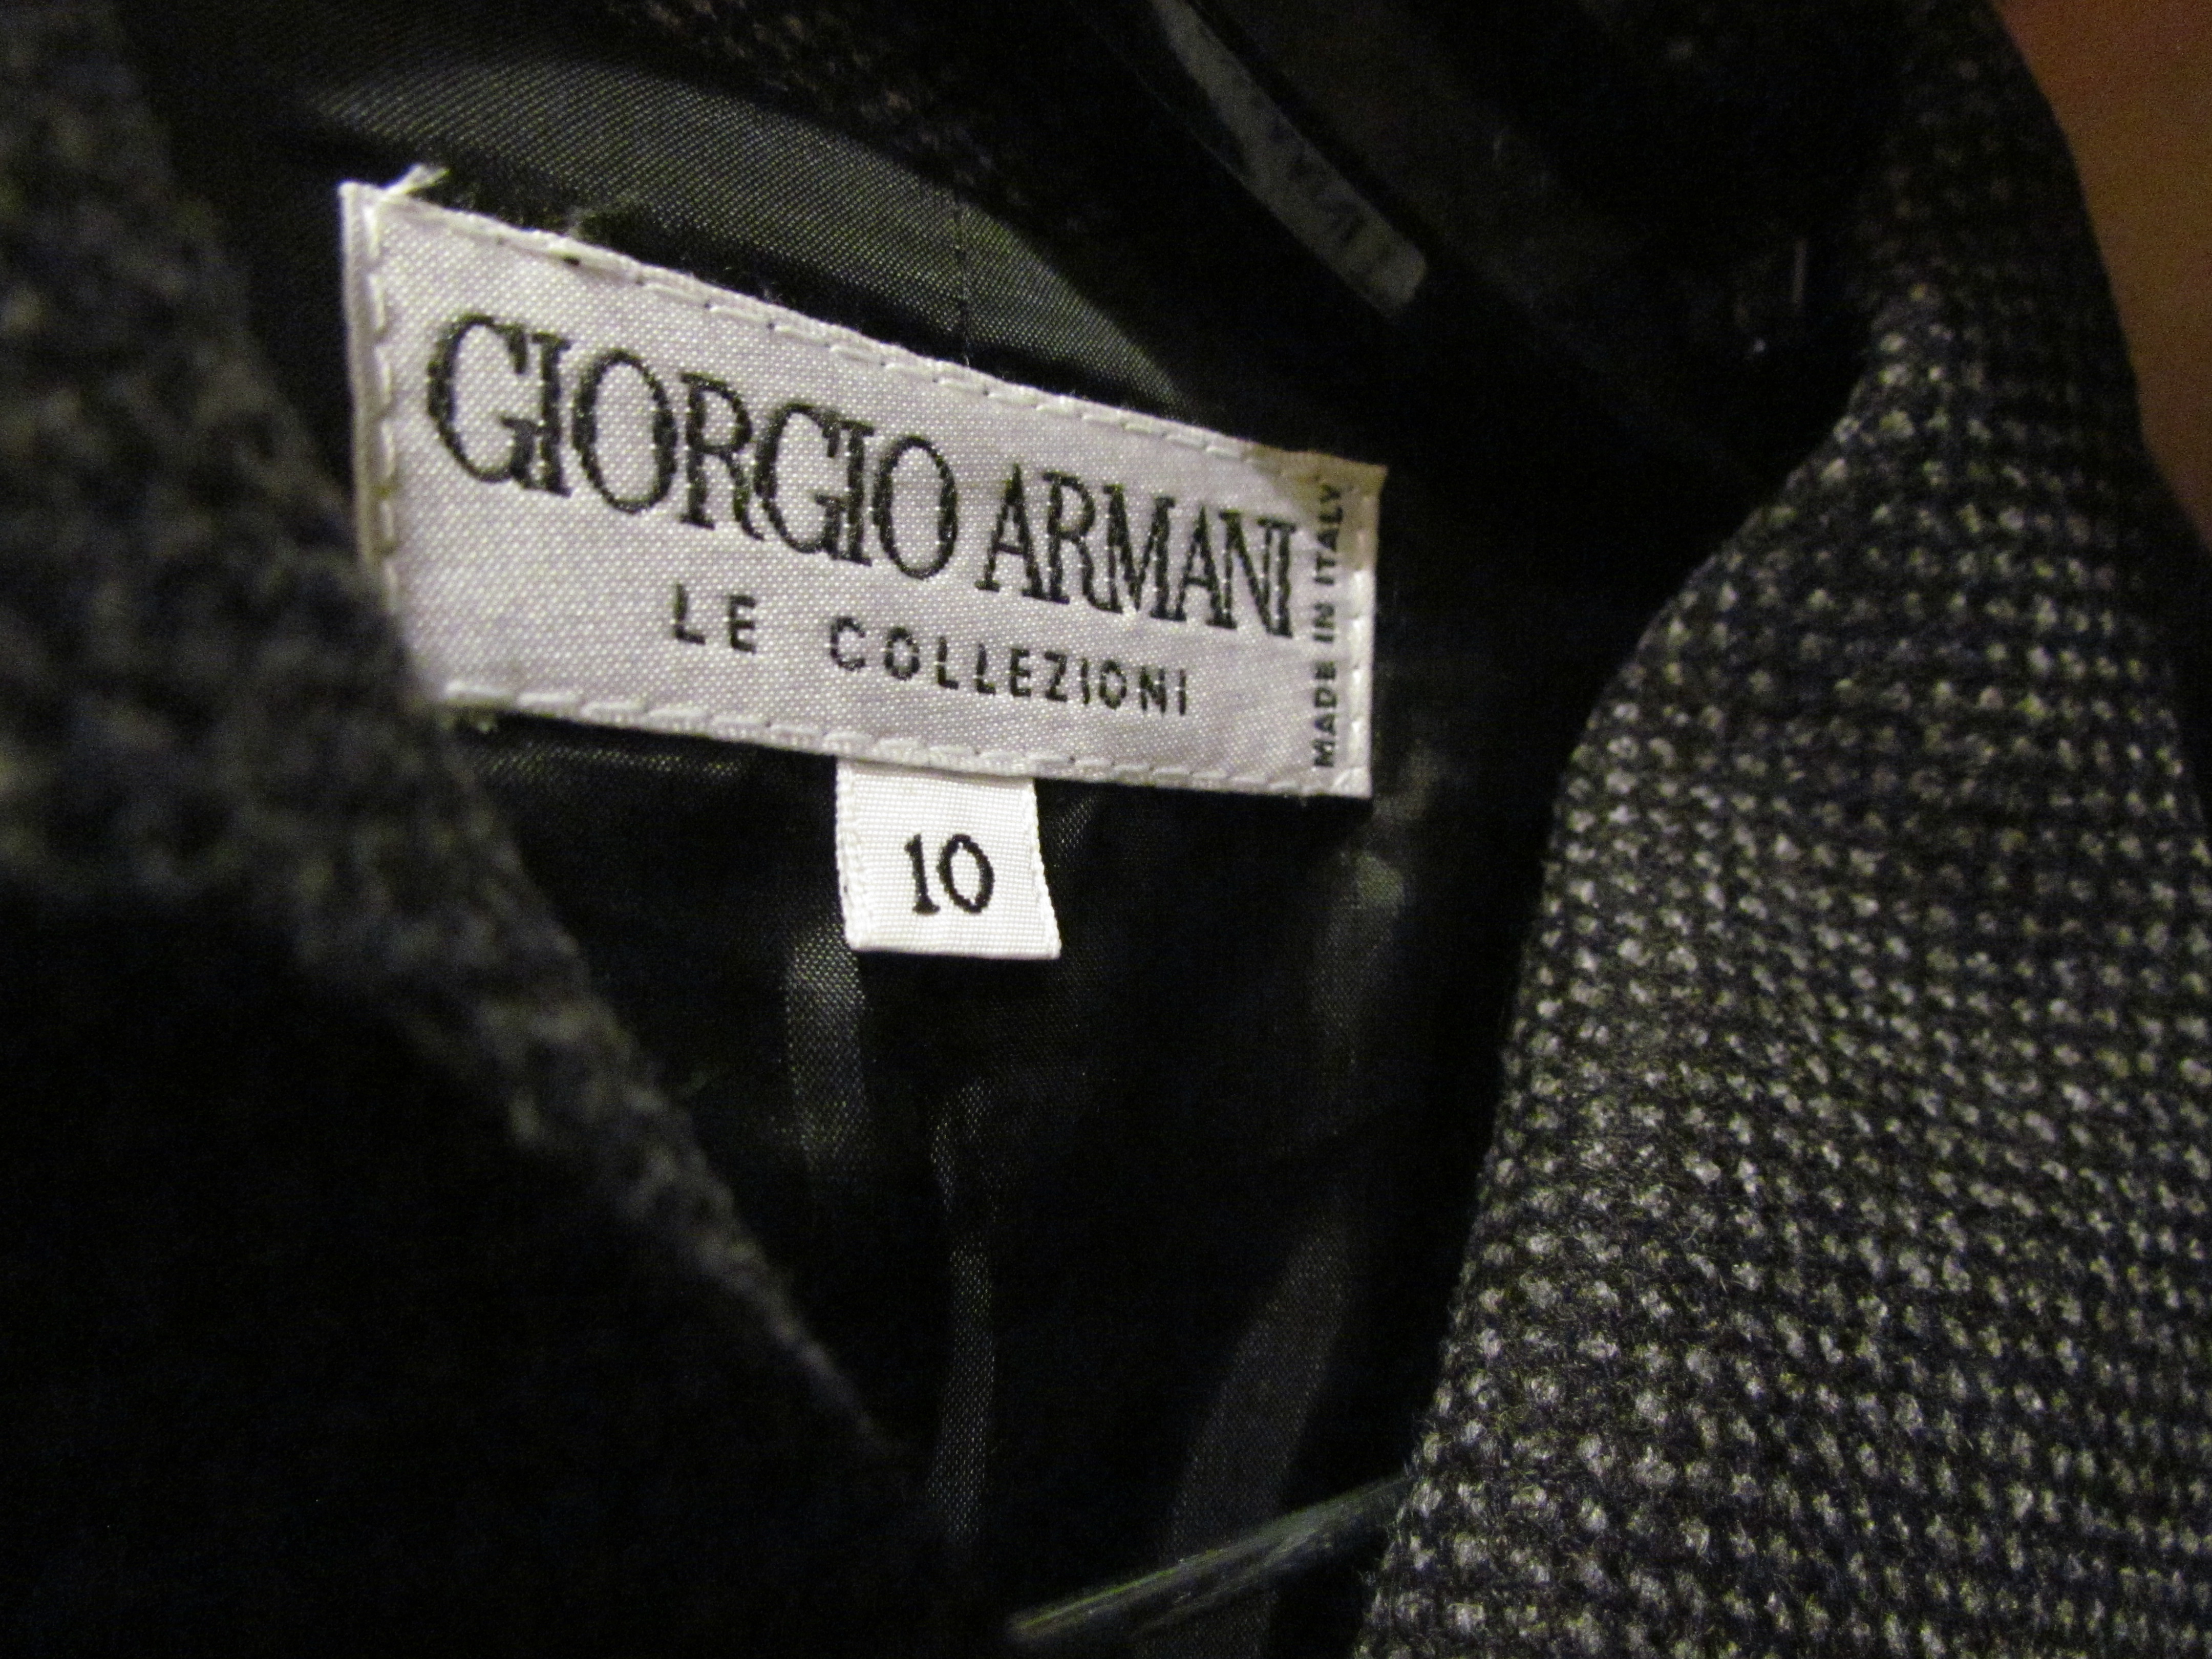 GIORGIO ARMANI
LE COLLEZIONI
MADE IN ITALY
10